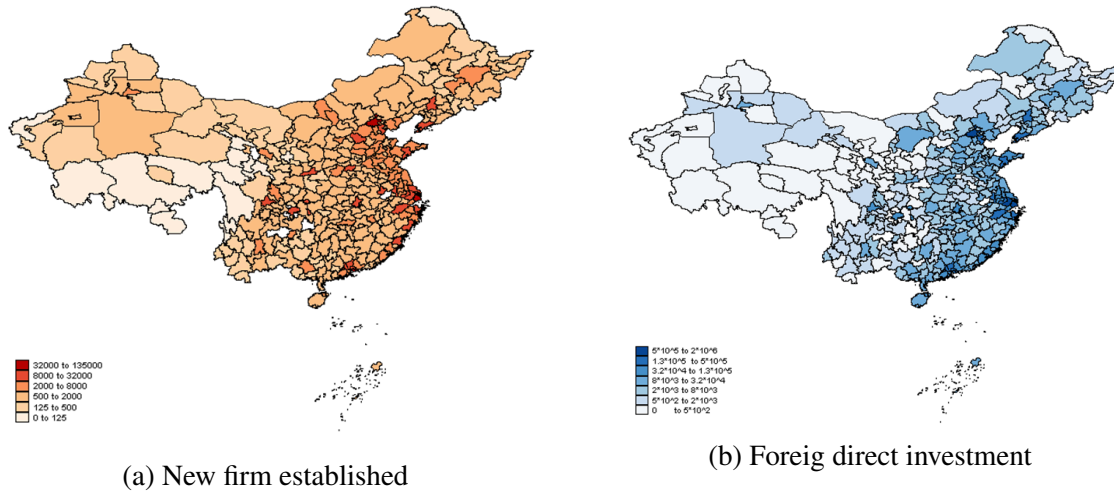 32000 to 135000
8000 to 32000
2000 to 8000
500 to 2000
125 to 500
0 to 125
(a) New firm established
5*10^5 to 2*10^6
1.3*10^5 to 5*10^5
3.2*10^4 to 1.3*10^5
8*10^3 to 3.2*10^4
2*10^3 to 8*10^3
5*10^2 to 2*10^3
0 to 5*10^2
(b) Foreig direct investment